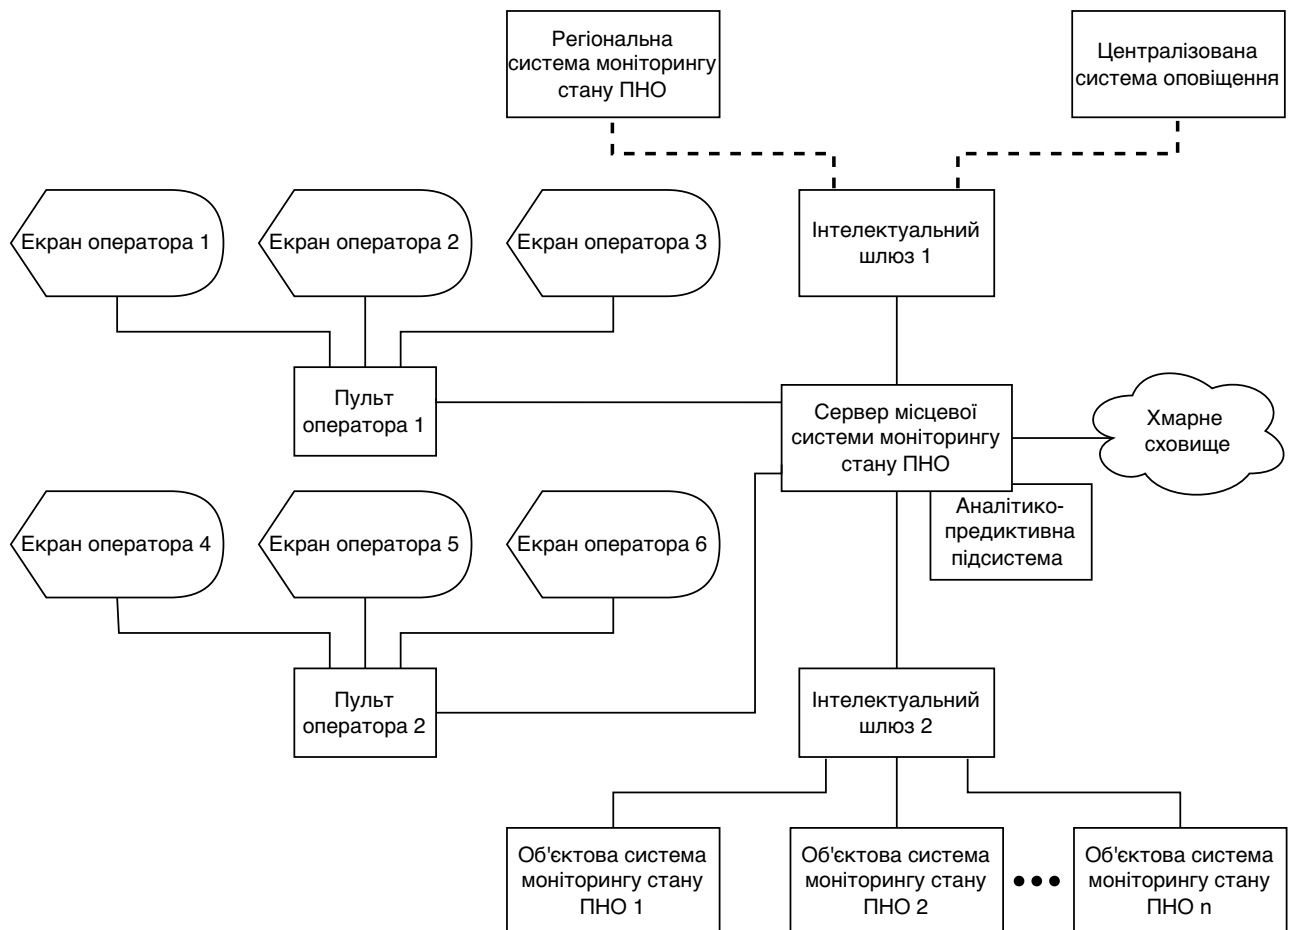 Регіональна
система моніторингу
стану ПНО
Централізована
система оповіщення
Екран оператора 1
Екран оператора 2
Екран оператора 3
Інтелектуальний
шлюз 1
Пульт
оператора 1
Сервер місцевої
системи моніторингу
стану ПНО
Хмарне
сховище
Аналітико-
предиктивна
підсистема
Екран оператора 4
Екран оператора 5
Екран оператора 6
Пульт
оператора 2
Інтелектуальний
шлюз 2
Об'єктова система
моніторингу стану
ПНО 1
Об'єктова система
моніторингу стану
ПНО 2
Об'єктова система
моніторингу стану
ПНО n